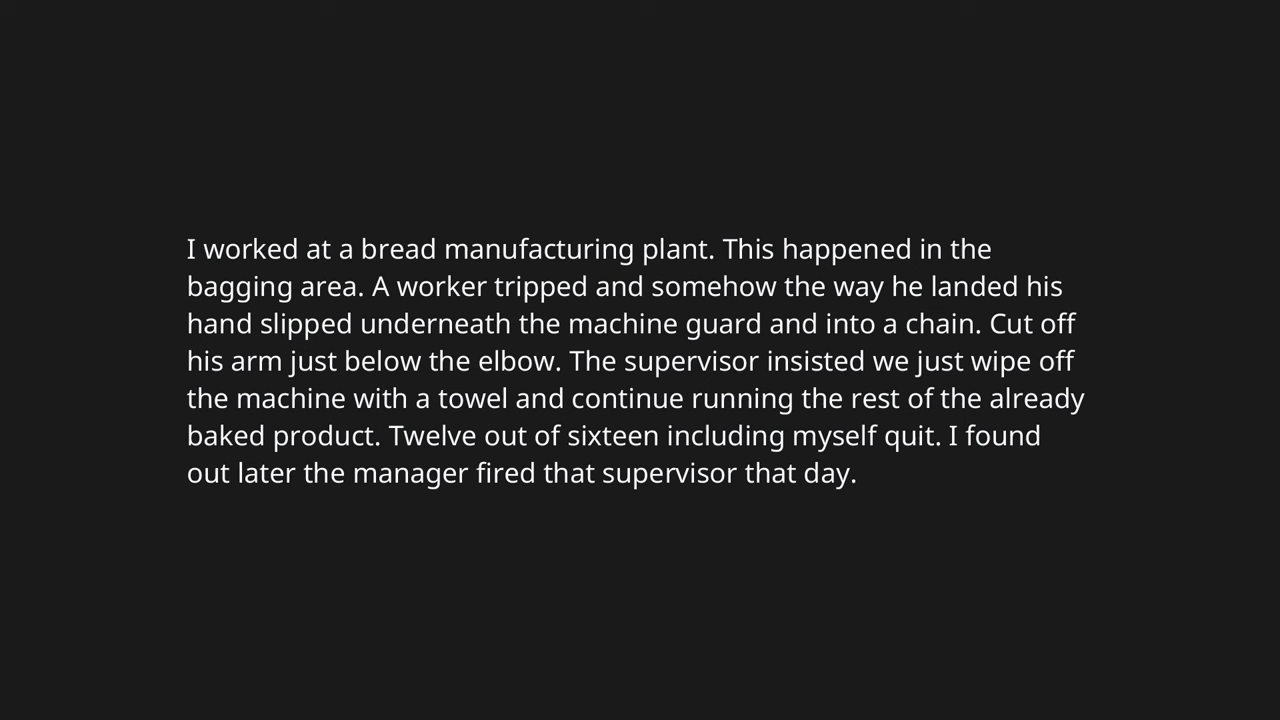 I worked at a bread manufacturing plant. This happened in the
bagging area. A worker tripped and somehow the way he landed his
hand slipped underneath the machine guard and into a chain. Cut off
his arm just below the elbow. The supervisor insisted we just wipe off
the machine with a towel and continue running the rest of the already
baked product. Twelve out of sixteen including myself quit. I found
out later the manager fired that supervisor that day.